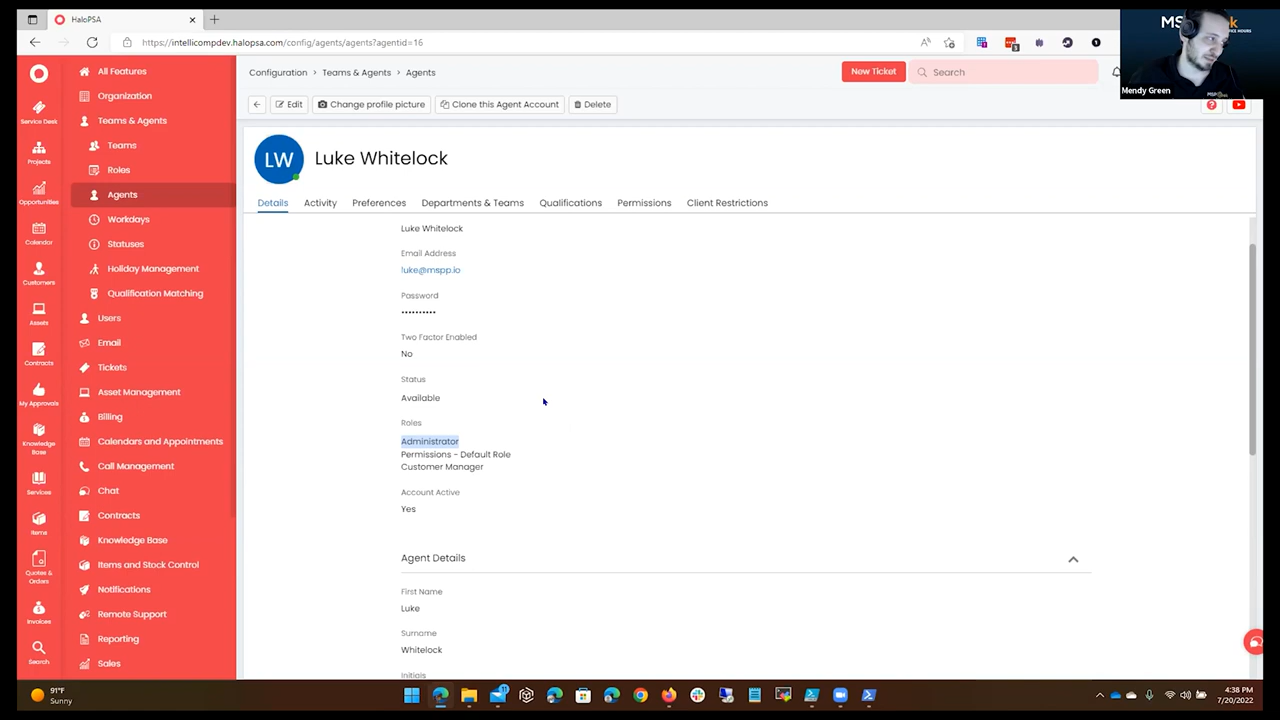 HaloPSA
https://intellicompdev.halopsa.com/config/agents/agents?agentid=16
Mendy Green
Service Desk
Projects
Opportunities
Calendar
Customers
Assets
Contracts
My Approvals
Knowledge
Base
Services
Items
Quotes &
Orders
Invoices
Search
All Features
Organization
Teams & Agents
Teams
Roles
Agents
Workdays
Statuses
Holiday Management
Qualification Matching
Users
Email
Tickets
Asset Management
Billing
Calendars and Appointments
Call Management
Chat
Contracts
Knowledge Base
Items and Stock Control
Notifications
Remote Support
Reporting
Sales
Configuration > Teams & Agents > Agents
New Ticket
Search
Edit
Change profile picture
Clone this Agent Account
Delete
LW
Luke Whitelock
Details Activity Preferences Departments & Teams Qualifications Permissions Client Restrictions
Luke Whitelock
Email Address
luke@mspp.io
Password
••••••••••
Two Factor Enabled
No
Status
Available
Roles
Administrator
Permissions - Default Role
Customer Manager
Account Active
Yes
Agent Details
First Name
Luke
Surname
Whitelock
Initials
91°F
Sunny
4:38 PM
7/20/2022